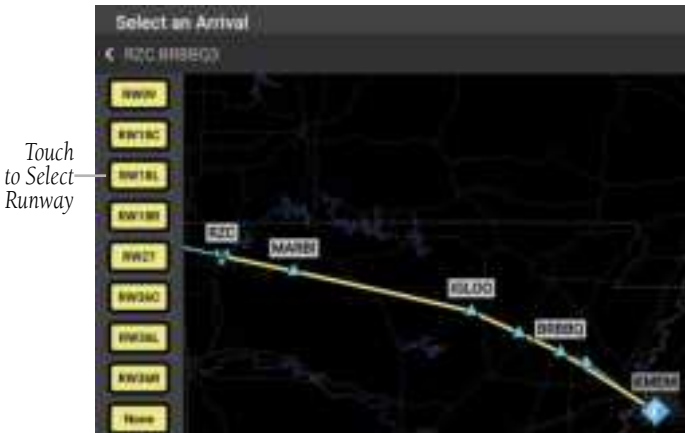 Select an Arrival
RZC.BRBBQ3
RW09
RW18C
Touch
to Select
Runway
RW18L
RW18R
RW27
RW36C
RW36L
RW36R
None
RZC
MARBI
IGLOO
BRBBQ
KMEM